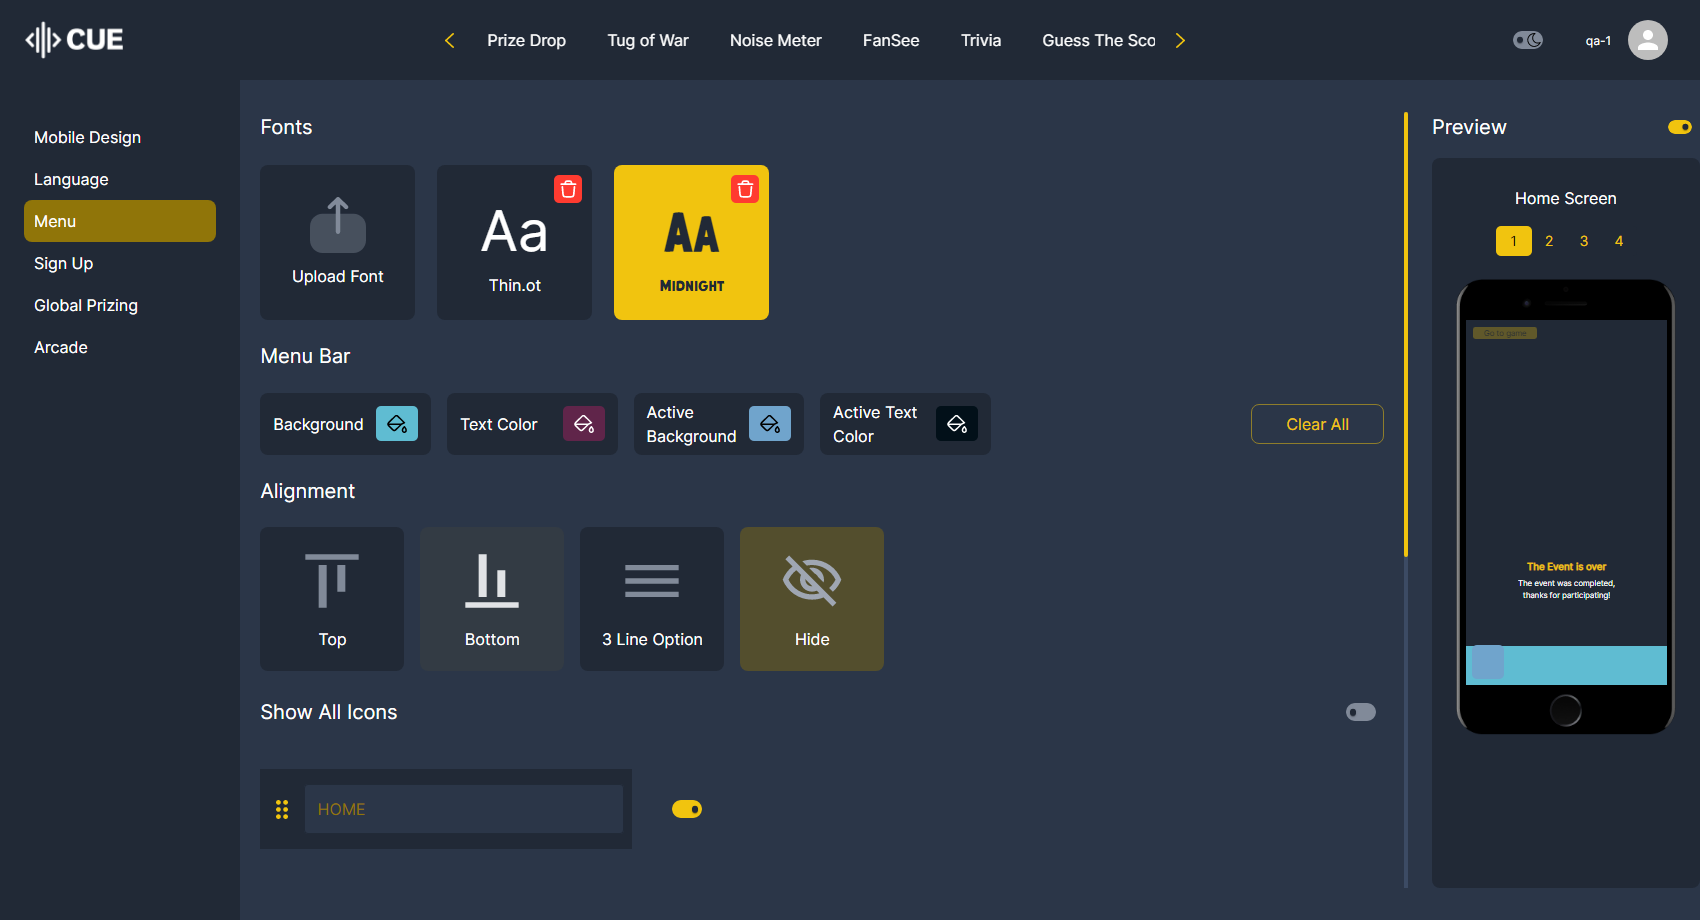 CUE
Prize Drop
Tug of War
Noise Meter
FanSee
Trivia
Guess The Sco
qa-1
Mobile Design
Language
Menu
Sign Up
Global Prizing
Arcade
Fonts
Upload Font
Aa
Thin.ot
AA
MIDNIGHT
Menu Bar
Background
Text Color
Active
Background
Active Text
Color
Clear All
Alignment
Top
Bottom
3 Line Option
Hide
Show All Icons
HOME
Preview
Home Screen
1 2 3 4
Go to game
The Event is over
The event was completed,
thanks for participating!